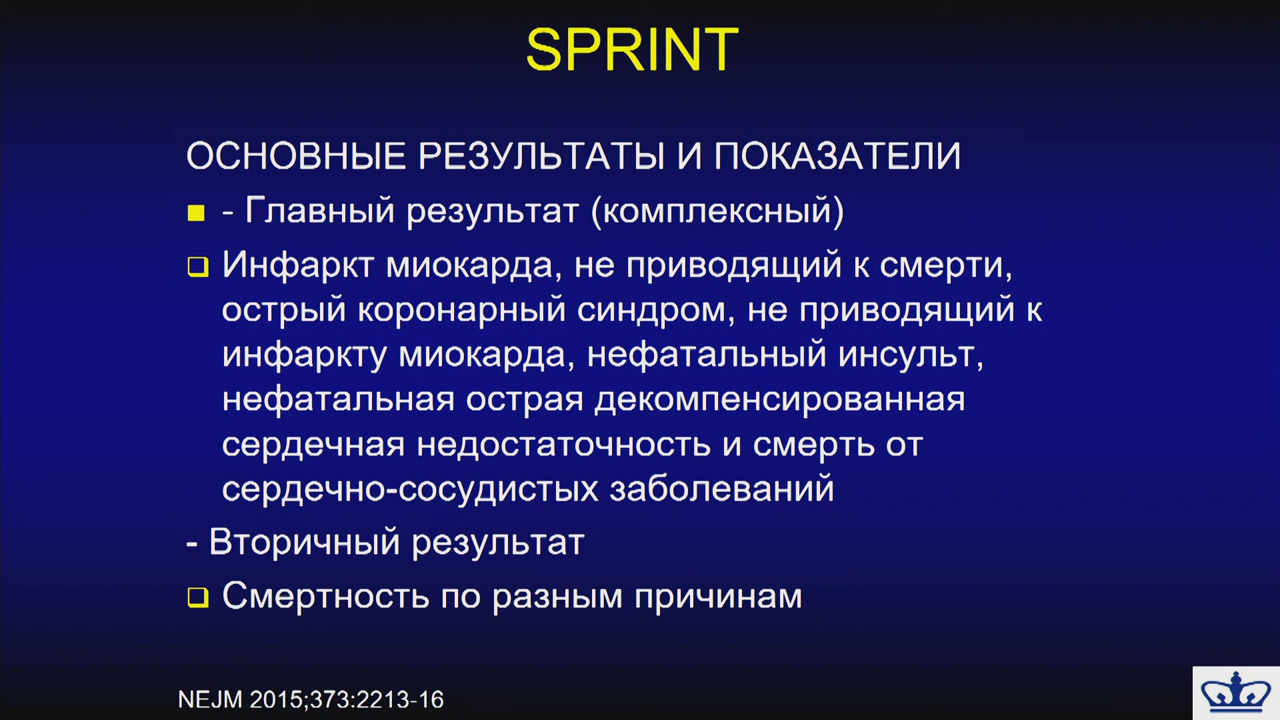 SPRINT
ОСНОВНЫЕ РЕЗУЛЬТАТЫ И ПОКАЗАТЕЛИ
- Главный результат (комплексный)
Инфаркт миокарда, не приводящий к смерти,
острый коронарный синдром, не приводящий к
инфаркту миокарда, нефатальный инсульт,
нефатальная острая декомпенсированная
сердечная недостаточность и смерть от
сердечно-сосудистых заболеваний
- Вторичный результат
Смертность по разным причинам
NEJM 2015;373:2213-16